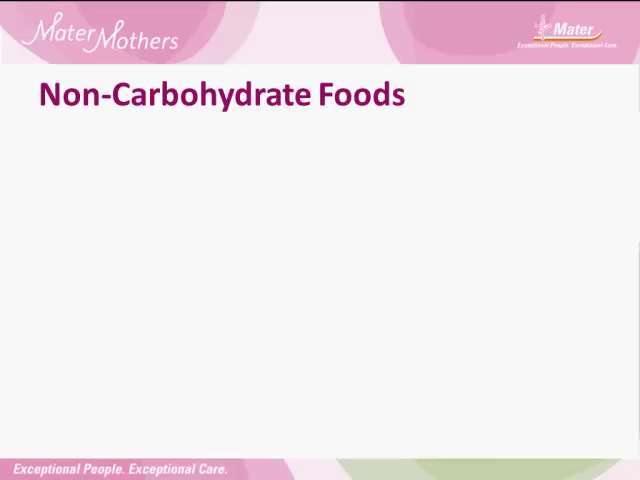 Mater Mothers
Mater
Exceptional People. Exceptional Care.
Non-Carbohydrate Foods
Exceptional People. Exceptional Care.